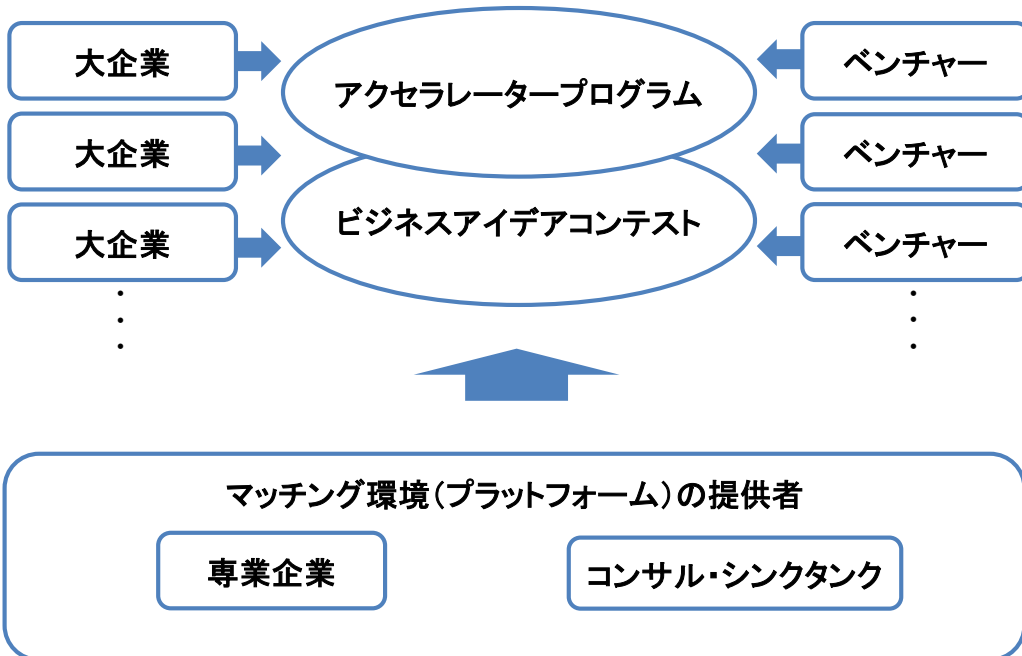 大企業
アクセラレータープログラム
ベンチャー
大企業
ベンチャー
大企業
ビジネスアイデアコンテスト
ベンチャー
・
・
・
・
・
・
マッチング環境(プラットフォーム)の提供者
専業企業
コンサル・シンクタンク